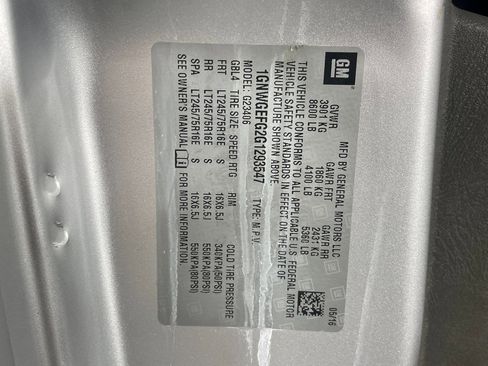 GM
MFD BY GENERAL MOTORS LLC
05/16
GVWR GAWR FRT GAWR RR
3901 KG 1860 KG 2431 KG
8600 LB 4100 LB 5360 LB
THIS VEHICLE CONFORMS TO ALL APPLICABLE U.S. FEDERAL MOTOR
VEHICLE SAFETY STANDARDS IN EFFECT ON THE DATE OF
MANUFACTURE SHOWN ABOVE.
1GNWGEFG2G1293547 TYPE: M.P.V.
MODEL: G23406
GBL4 TIRE SIZE SPEED RTG RIM COLD TIRE PRESSURE
FRT LT245/75R16E S 16X6.5J 340KPA(50PSI)
RR LT245/75R16E S 16X6.5J 550KPA(80PSI)
SPA LT245/75R16E S 16X6.5J 550KPA(80PSI)
SEE OWNER'S MANUAL i FOR MORE INFORMATION.